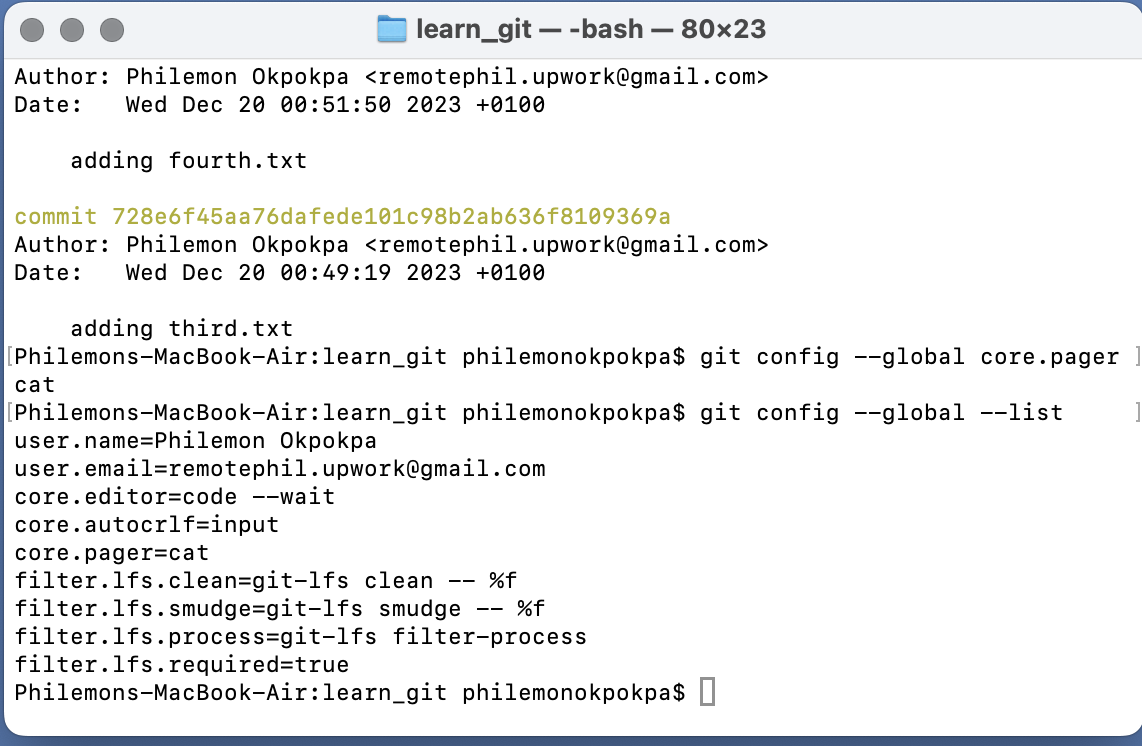 learn_git — -bash — 80×23
Author: Philemon Okpokpa <remotephil.upwork@gmail.com>
Date:   Wed Dec 20 00:51:50 2023 +0100
    adding fourth.txt
commit 728e6f45aa76dafede101c98b2ab636f8109369a
Author: Philemon Okpokpa <remotephil.upwork@gmail.com>
Date:   Wed Dec 20 00:49:19 2023 +0100
    adding third.txt
[Philemons-MacBook-Air:learn_git philemonokpokpa$ git config --global core.pager ]
cat
[Philemons-MacBook-Air:learn_git philemonokpokpa$ git config --global --list ]
user.name=Philemon Okpokpa
user.email=remotephil.upwork@gmail.com
core.editor=code --wait
core.autocrlf=input
core.pager=cat
filter.lfs.clean=git-lfs clean -- %f
filter.lfs.smudge=git-lfs smudge -- %f
filter.lfs.process=git-lfs filter-process
filter.lfs.required=true
Philemons-MacBook-Air:learn_git philemonokpokpa$